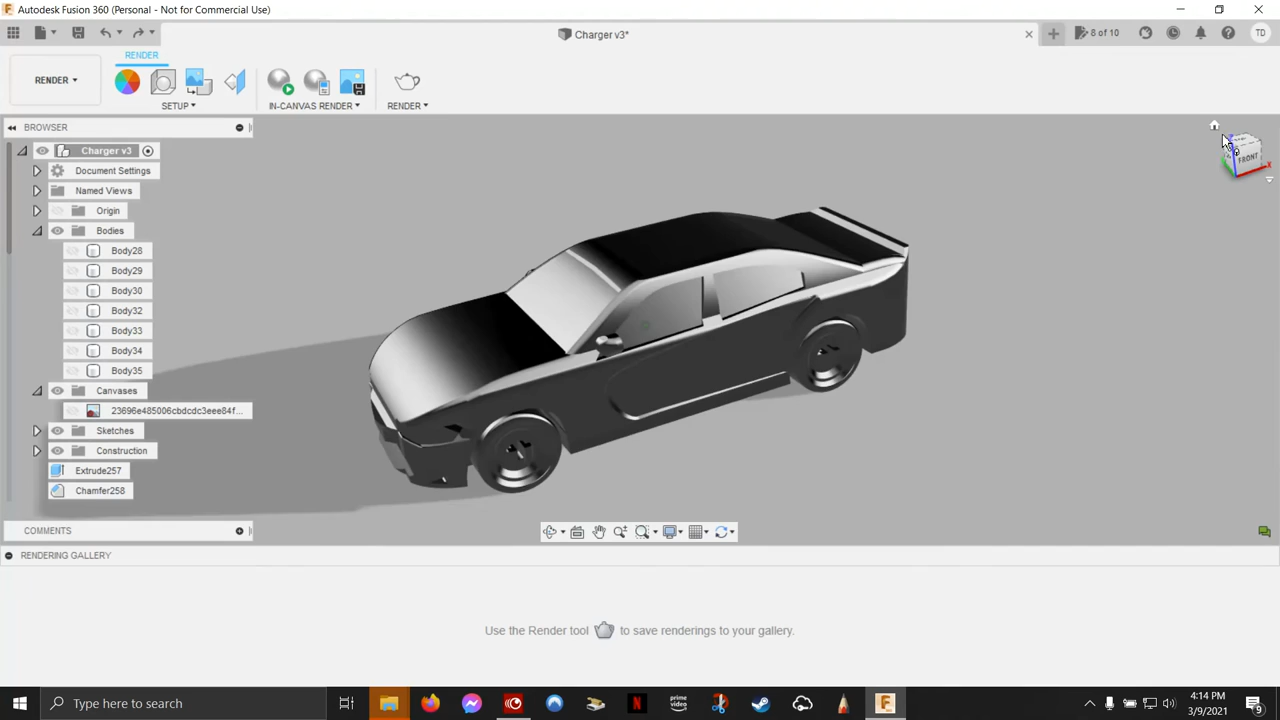 Autodesk Fusion 360 (Personal - Not for Commercial Use)
Charger v3*
8 of 10
TD
RENDER
RENDER
SETUP
IN-CANVAS RENDER
RENDER
BROWSER
Charger v3
Document Settings
Named Views
Origin
Bodies
Body28
Body29
Body30
Body32
Body33
Body34
Body35
Canvases
23696e485006cbdcdc3eee84f...
Sketches
Construction
Extrude257
Chamfer258
FRONT
X
COMMENTS
RENDERING GALLERY
Use the Render tool to save renderings to your gallery.
Type here to search
prime video
4:14 PM
3/9/2021
9